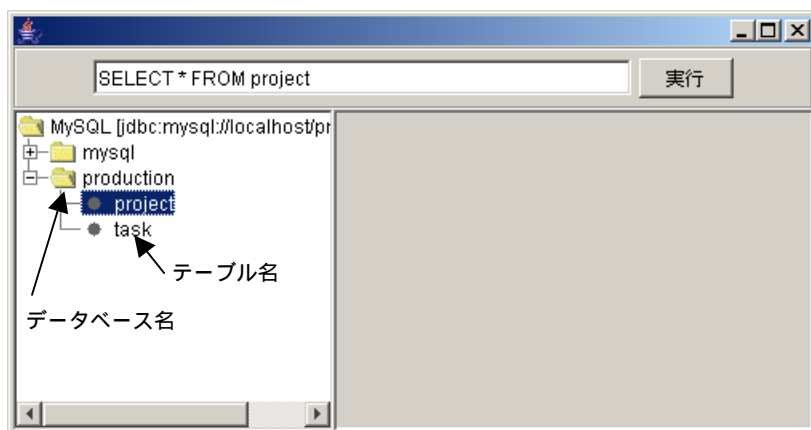 SELECT * FROM project
実行
MySQL [jdbc:mysql://localhost/pr
mysql
production
project
task
テーブル名
データベース名